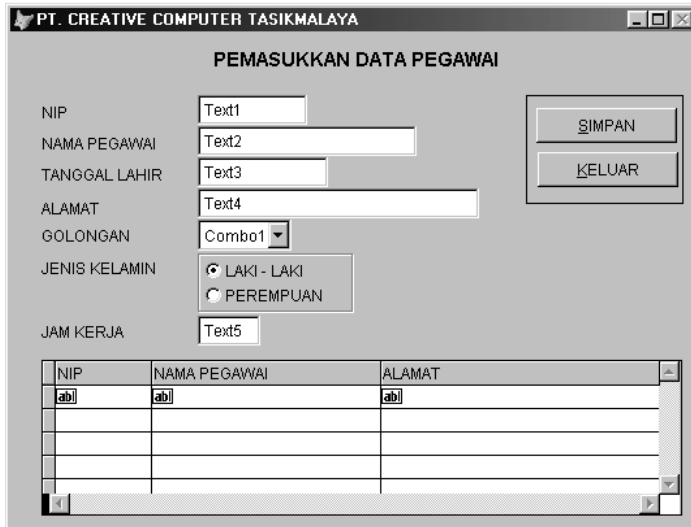 PT. CREATIVE COMPUTER TASIKMALAYA
PEMASUKKAN DATA PEGAWAI
NIP Text1
NAMA PEGAWAI Text2
TANGGAL LAHIR Text3
ALAMAT Text4
GOLONGAN Combo1
JENIS KELAMIN LAKI - LAKI
PEREMPUAN
JAM KERJA Text5
SIMPAN
KELUAR
NIP NAMA PEGAWAI ALAMAT
abl abl abl